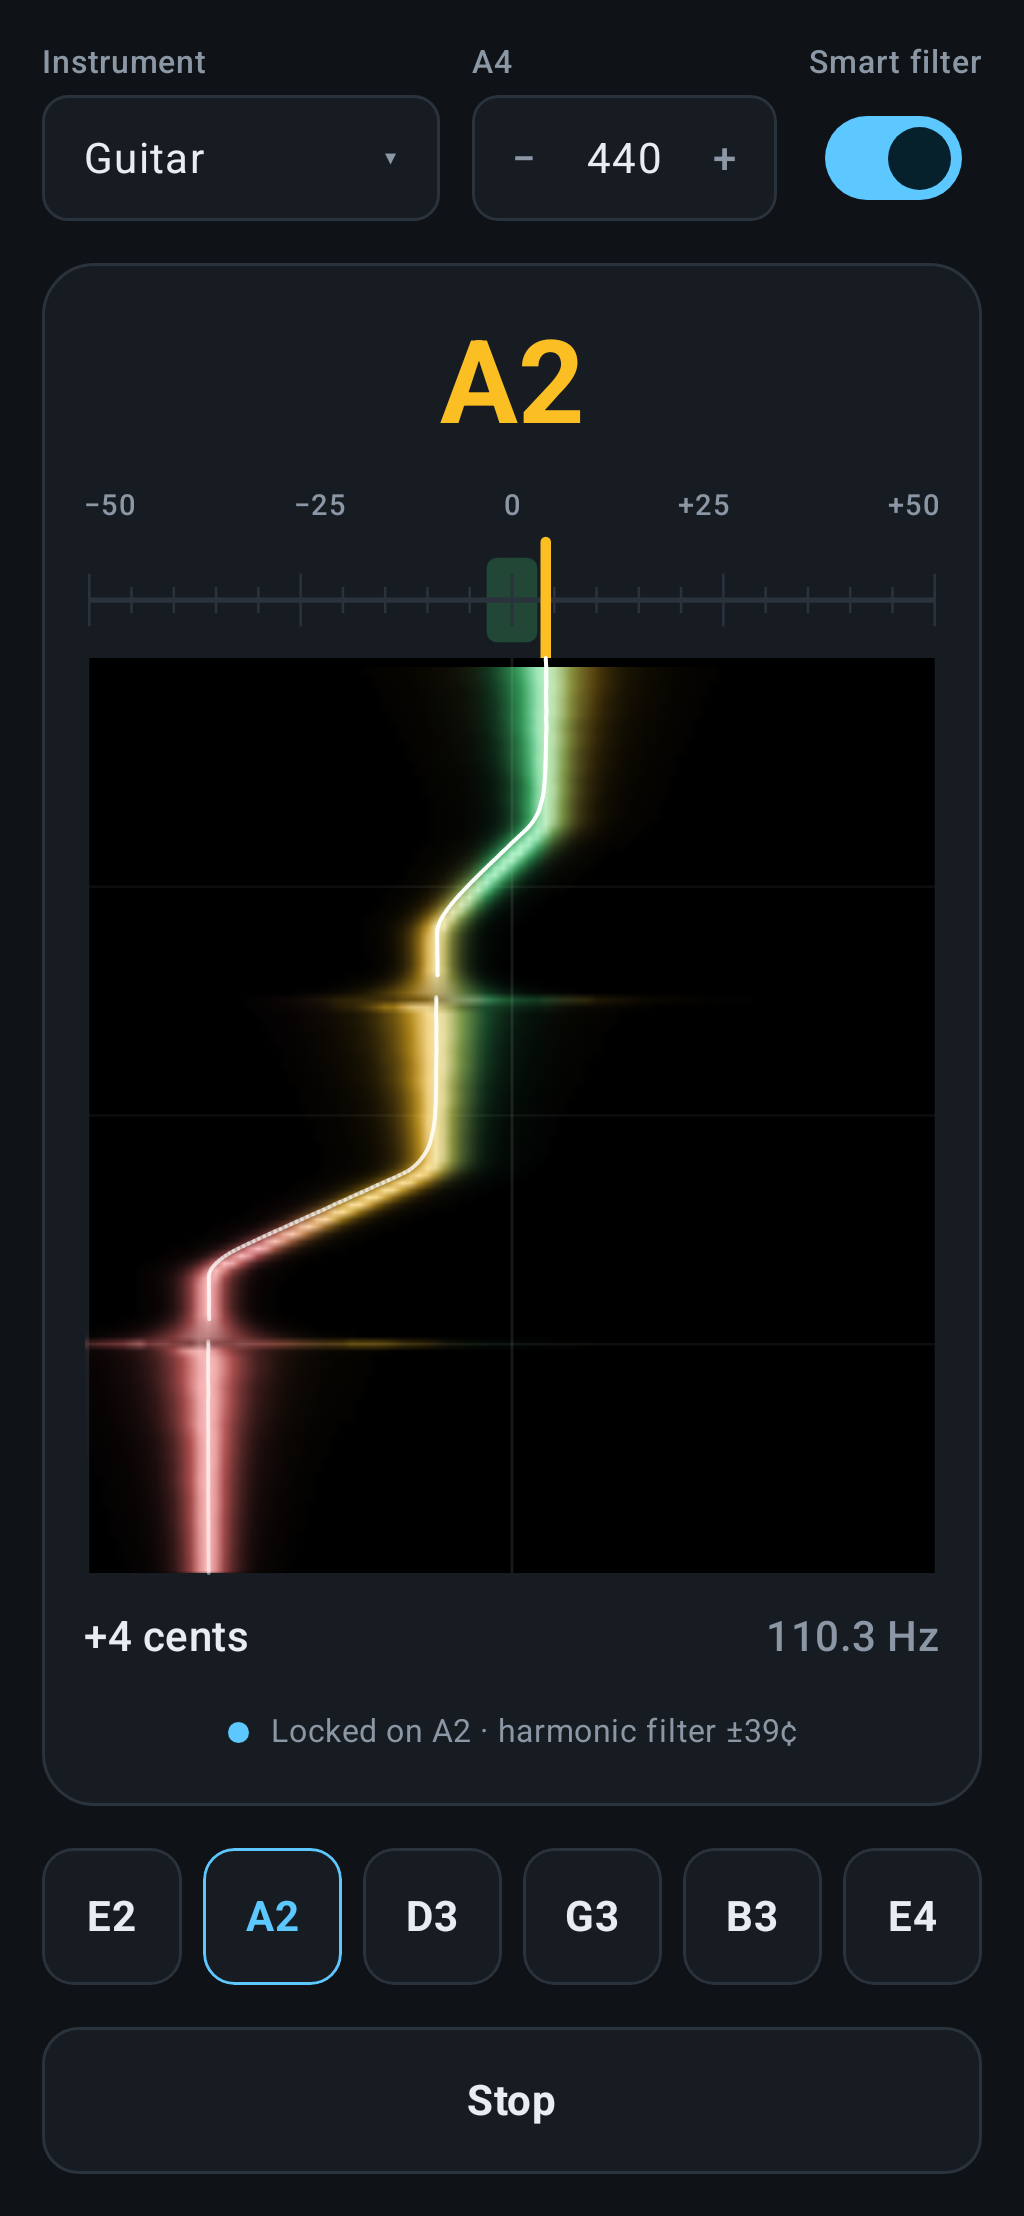 Instrument A4 Smart filter
Guitar ▾ − 440 +
A2
−50 −25 0 +25 +50
+4 cents 110.3 Hz
Locked on A2 · harmonic filter ±39¢
E2 A2 D3 G3 B3 E4
Stop